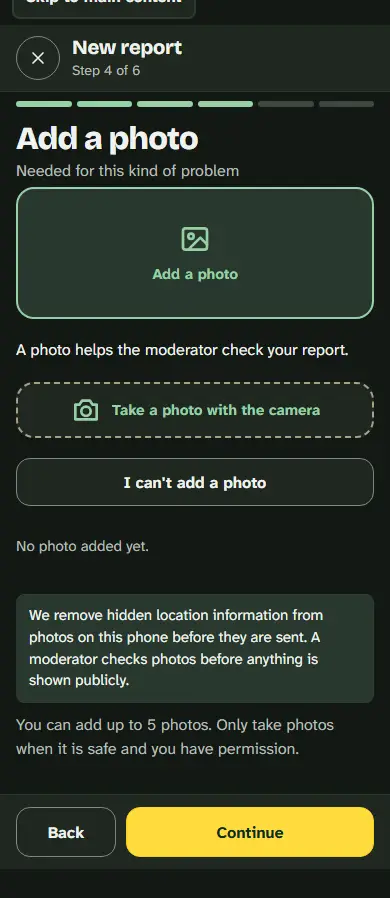 Skip to main content
New report
Step 4 of 6
Add a photo
Needed for this kind of problem
Add a photo
A photo helps the moderator check your report.
Take a photo with the camera
I can't add a photo
No photo added yet.
We remove hidden location information from
photos on this phone before they are sent. A
moderator checks photos before anything is
shown publicly.
You can add up to 5 photos. Only take photos
when it is safe and you have permission.
Back
Continue